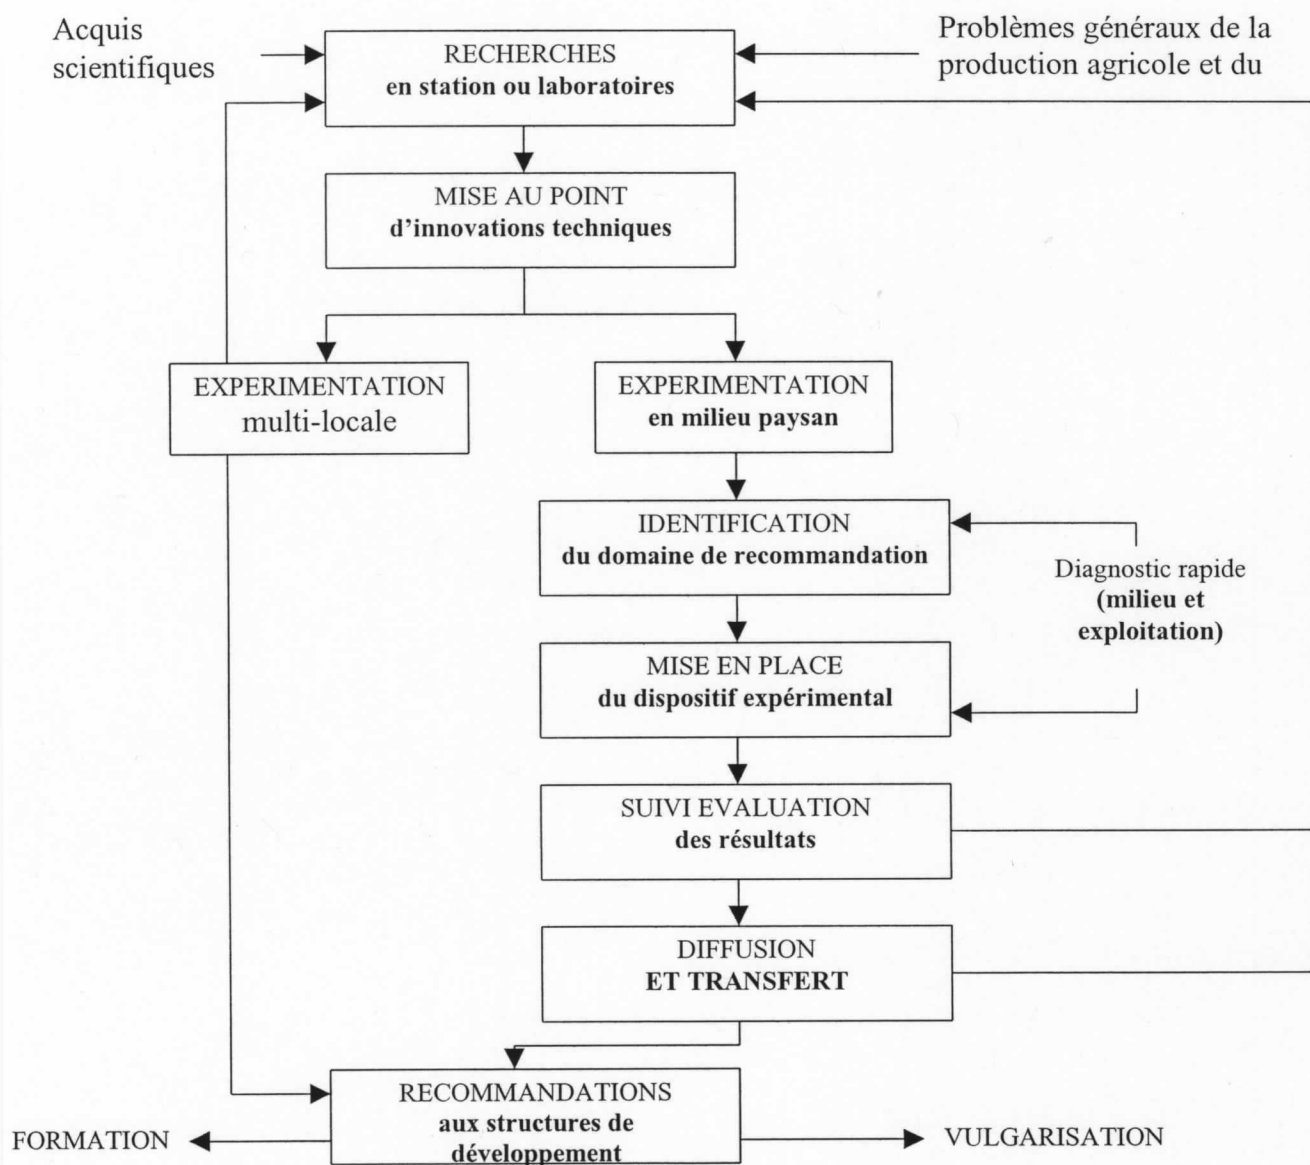 Acquis
scientifiques
RECHERCHES
en station ou laboratoires
Problèmes généraux de la
production agricole et du
MISE AU POINT
d'innovations techniques
EXPERIMENTATION
multi-locale
EXPERIMENTATION
en milieu paysan
IDENTIFICATION
du domaine de recommandation
Diagnostic rapide
(milieu et
exploitation)
MISE EN PLACE
du dispositif expérimental
SUIVI EVALUATION
des résultats
DIFFUSION
ET TRANSFERT
RECOMMANDATIONS
aux structures de
développement
FORMATION
VULGARISATION